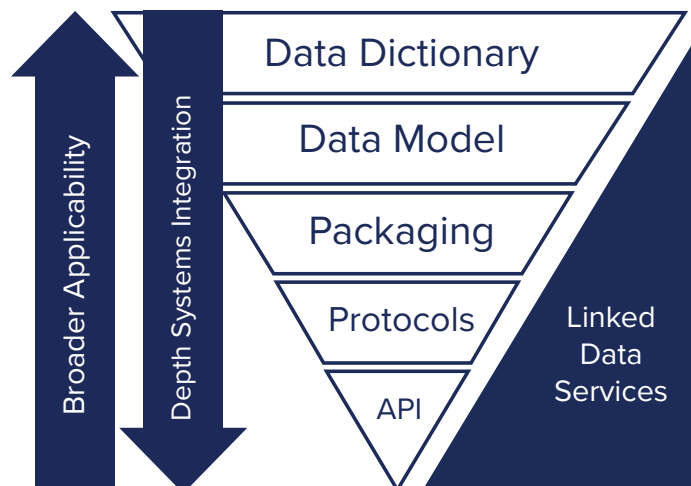 Broader Applicability
Depth Systems Integration
Data Dictionary
Data Model
Packaging
Protocols
API
Linked
Data
Services